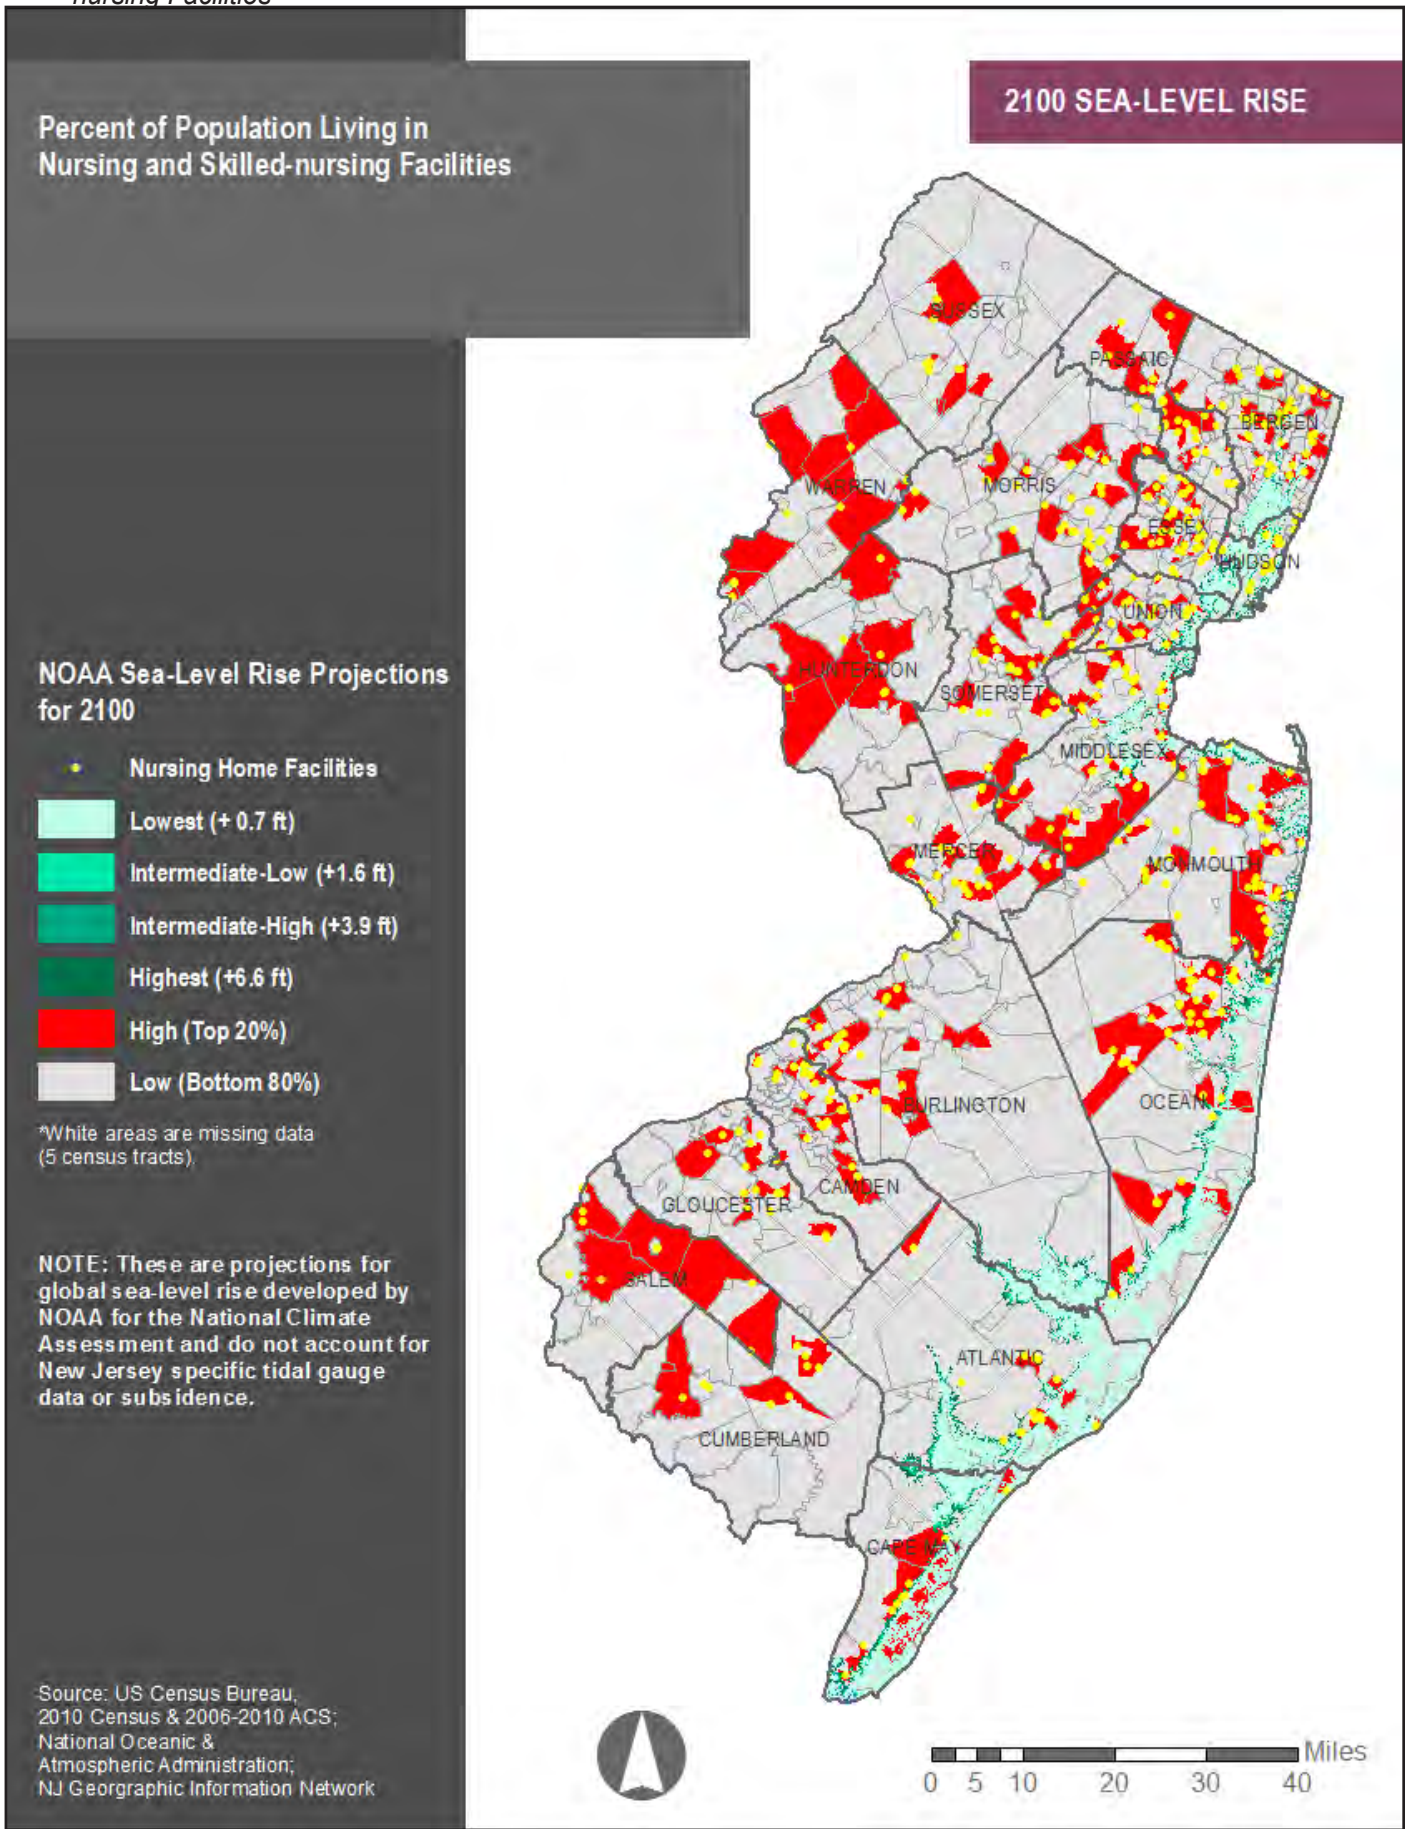 nursing Facilities
2100 SEA-LEVEL RISE
Percent of Population Living in
Nursing and Skilled-nursing Facilities
SUSSEX
PASSAIC
BERGEN
WARREN
MORRIS
ESSEX
HUDSON
UNION
HUNTERDON
SOMERSET
MIDDLESEX
MERCER
MONMOUTH
OCEAN
BURLINGTON
CAMDEN
GLOUCESTER
SALEM
ATLANTIC
CUMBERLAND
CAPE MAY
NOAA Sea-Level Rise Projections
for 2100
Nursing Home Facilities
Lowest (+ 0.7 ft)
Intermediate-Low (+1.6 ft)
Intermediate-High (+3.9 ft)
Highest (+6.6 ft)
High (Top 20%)
Low (Bottom 80%)
*White areas are missing data
(5 census tracts).
NOTE: These are projections for
global sea-level rise developed by
NOAA for the National Climate
Assessment and do not account for
New Jersey specific tidal gauge
data or subsidence.
Source: US Census Bureau,
2010 Census & 2006-2010 ACS;
National Oceanic &
Atmospheric Administration;
NJ Georgraphic Information Network
Miles
0 5 10 20 30 40